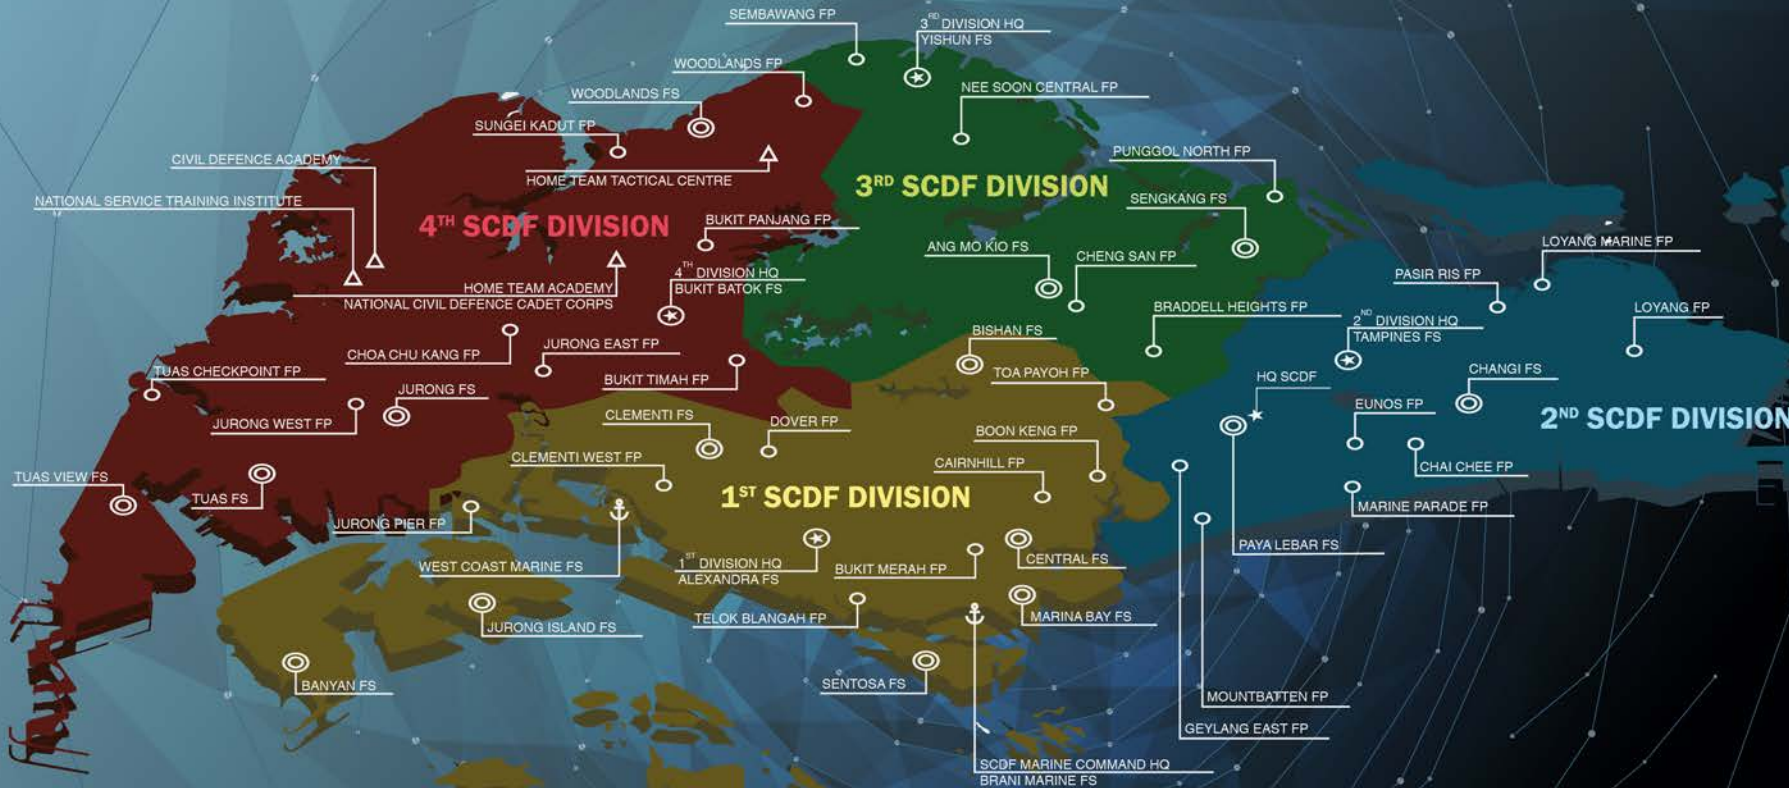 SEMBAWANG FP
3RD DIVISION HQ
YISHUN FS
WOODLANDS FP
NEE SOON CENTRAL FP
WOODLANDS FS
SUNGEI KADUT FP
CIVIL DEFENCE ACADEMY
HOME TEAM TACTICAL CENTRE
PUNGGOL NORTH FP
3RD SCDF DIVISION
NATIONAL SERVICE TRAINING INSTITUTE
4TH SCDF DIVISION
BUKIT PANJANG FP
SENGKANG FS
ANG MO KIO FS
CHENG SAN FP
LOYANG MARINE FP
4TH DIVISION HQ
BUKIT BATOK FS
PASIR RIS FP
HOME TEAM ACADEMY
NATIONAL CIVIL DEFENCE CADET CORPS
BRADDELL HEIGHTS FP
LOYANG FP
2ND DIVISION HQ
TAMPINES FS
BISHAN FS
CHOA CHU KANG FP
JURONG EAST FP
TUAS CHECKPOINT FP
BUKIT TIMAH FP
TOA PAYOH FP
HQ SCDF
CHANGI FS
JURONG FS
JURONG WEST FP
CLEMENTI FS
DOVER FP
EUNOS FP
2ND SCDF DIVISION
BOON KENG FP
CLEMENTI WEST FP
CAIRNHILL FP
CHAI CHEE FP
TUAS VIEW FS
TUAS FS
1ST SCDF DIVISION
MARINE PARADE FP
JURONG PIER FP
PAYA LEBAR FS
WEST COAST MARINE FS
1ST DIVISION HQ
ALEXANDRA FS
BUKIT MERAH FP
CENTRAL FS
JURONG ISLAND FS
TELOK BLANGAH FP
MARINA BAY FS
BANYAN FS
SENTOSA FS
MOUNTBATTEN FP
GEYLANG EAST FP
SCDF MARINE COMMAND HQ
BRANI MARINE FS